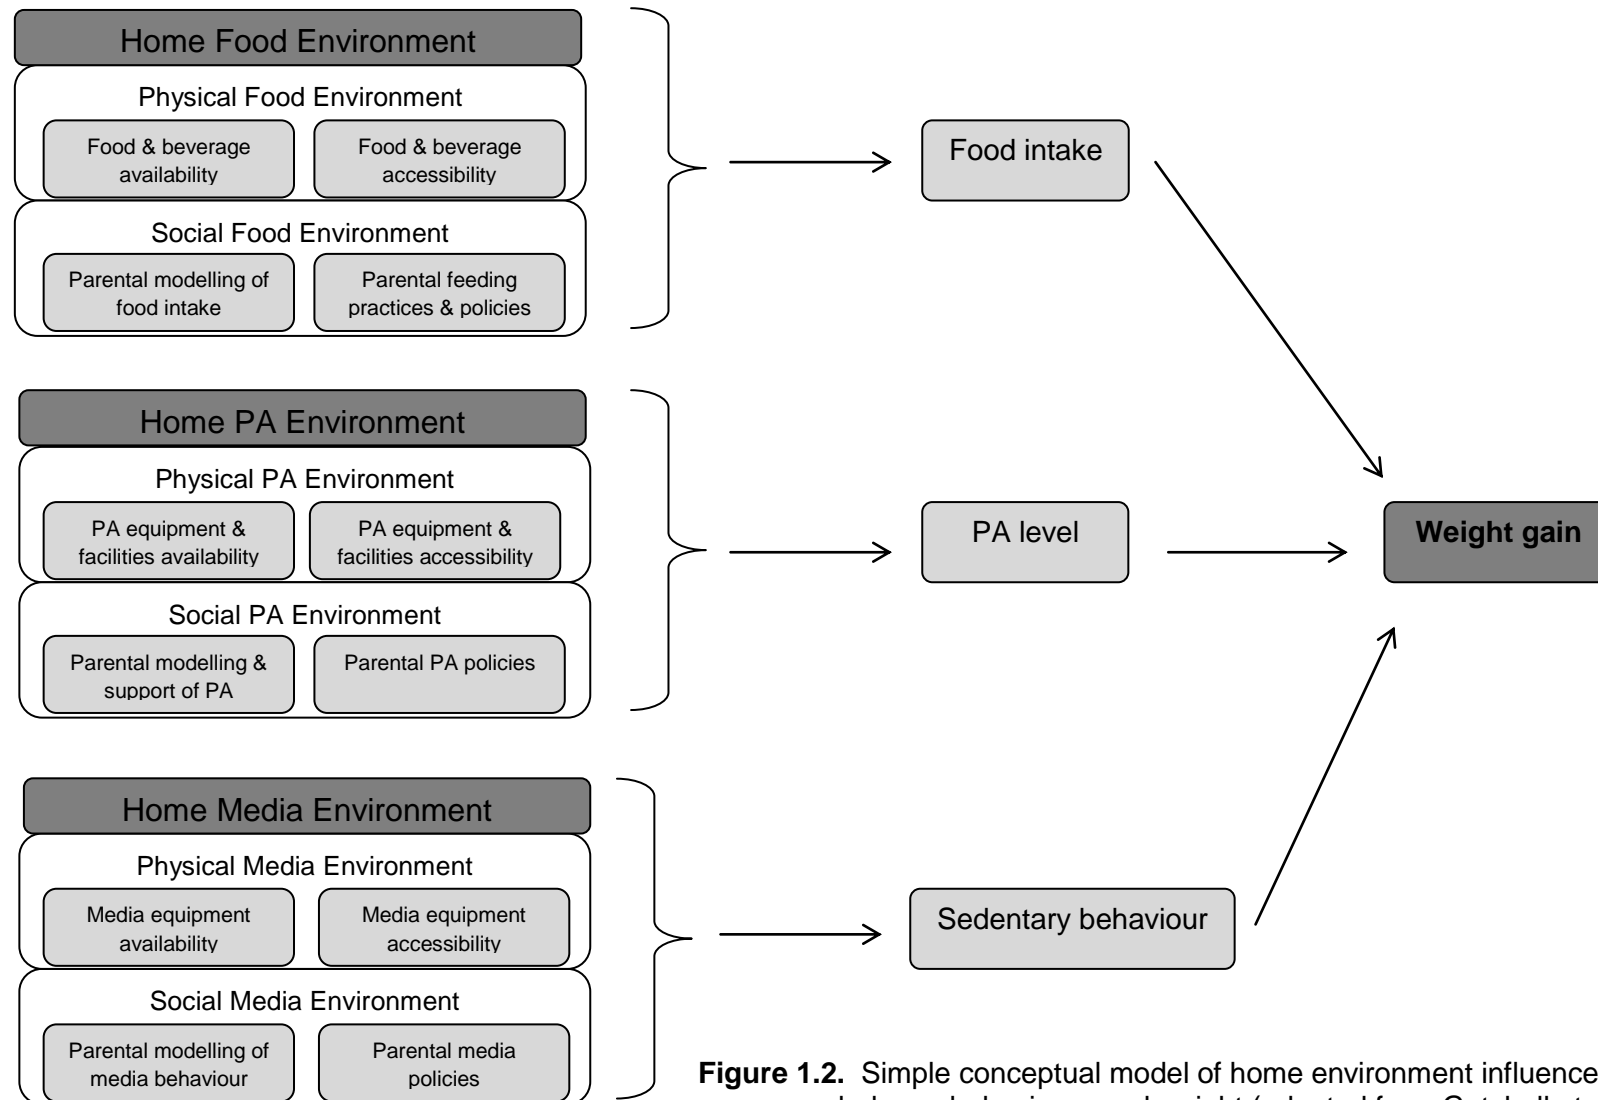 Home Food Environment
Physical Food Environment
Food & beverage
availability
Food & beverage
accessibility
Social Food Environment
Parental modelling of
food intake
Parental feeding
practices & policies
Food intake
Home PA Environment
Physical PA Environment
PA equipment &
facilities availability
PA equipment &
facilities accessibility
Social PA Environment
Parental modelling &
support of PA
Parental PA policies
PA level
Weight gain
Home Media Environment
Physical Media Environment
Media equipment
availability
Media equipment
accessibility
Social Media Environment
Parental modelling of
media behaviour
Parental media
policies
Sedentary behaviour
Figure 1.2. Simple conceptual model of home environment influence